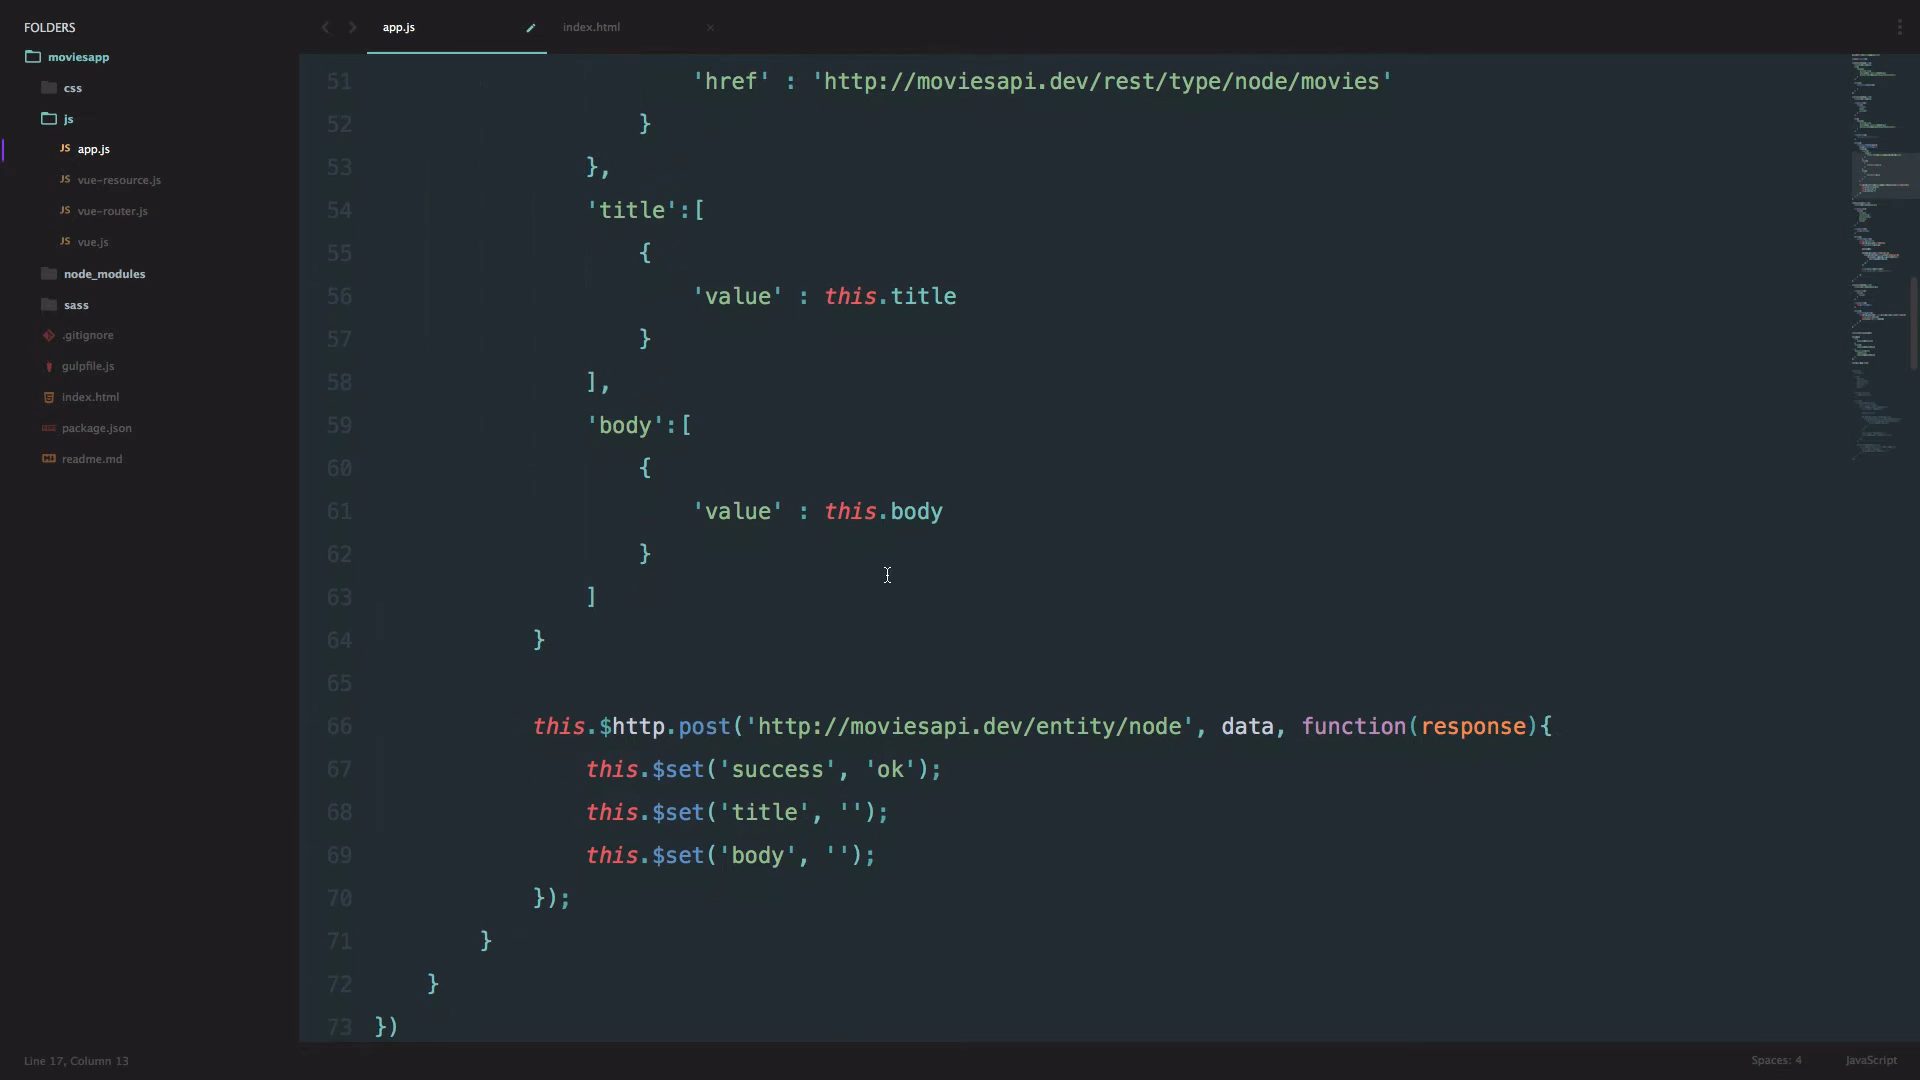 FOLDERS
moviesapp
css
js
JS app.js
JS vue-resource.js
JS vue-router.js
JS vue.js
node_modules
sass
.gitignore
gulpfile.js
index.html
package.json
readme.md
app.js
index.html
51 'href' : 'http://moviesapi.dev/rest/type/node/movies'
52 }
53 },
54 'title':[
55 {
56 'value' : this.title
57 }
58 ],
59 'body':[
60 {
61 'value' : this.body
62 }
63 ]
64 }
65
66 this.$http.post('http://moviesapi.dev/entity/node', data, function(response){
67 this.$set('success', 'ok');
68 this.$set('title', '');
69 this.$set('body', '');
70 });
71 }
72 }
73 })
Line 17, Column 13
Spaces: 4
JavaScript